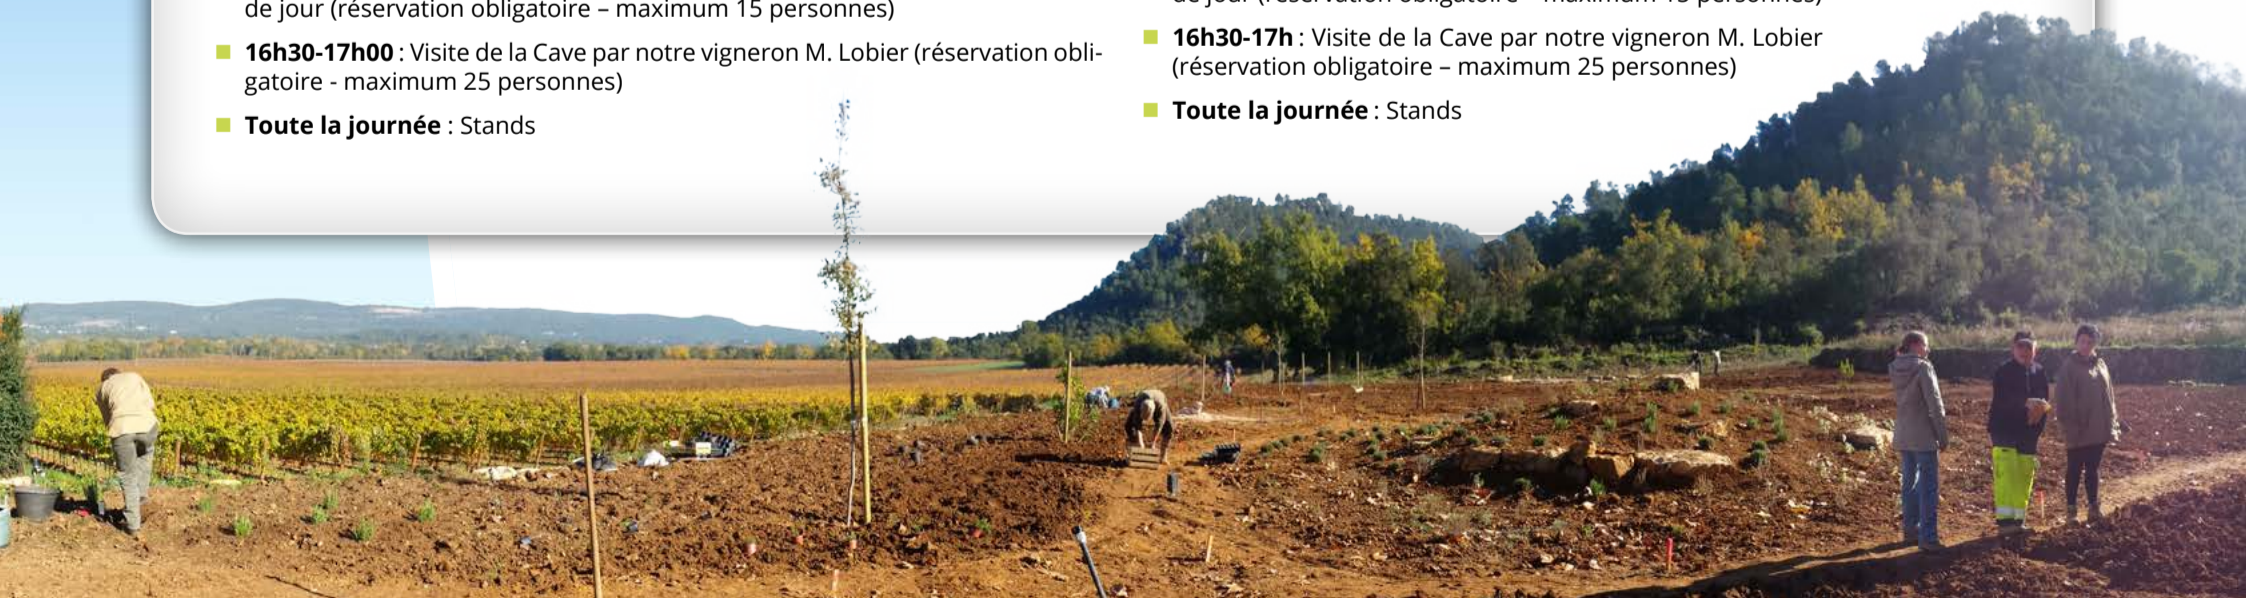 de jour (réservation obligatoire – maximum 15 personnes)
16h30-17h00 : Visite de la Cave par notre vigneron M. Lobier (réservation obli-
gatoire - maximum 25 personnes)
Toute la journée : Stands
16h30-17h : Visite de la Cave par notre vigneron M. Lobier
(réservation obligatoire – maximum 25 personnes)
Toute la journée : Stands